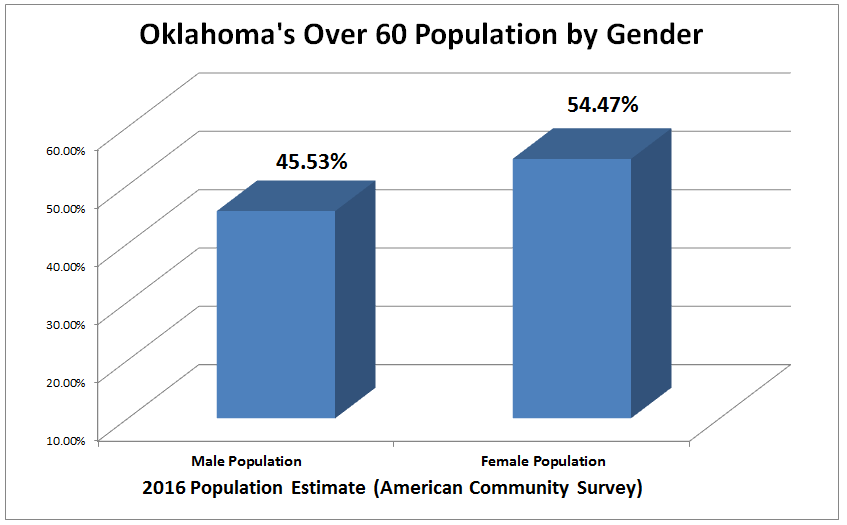 Oklahoma's Over 60 Population by Gender
54.47%
45.53%
60.00%
50.00%
40.00%
30.00%
20.00%
10.00%
Male Population
Female Population
2016 Population Estimate (American Community Survey)